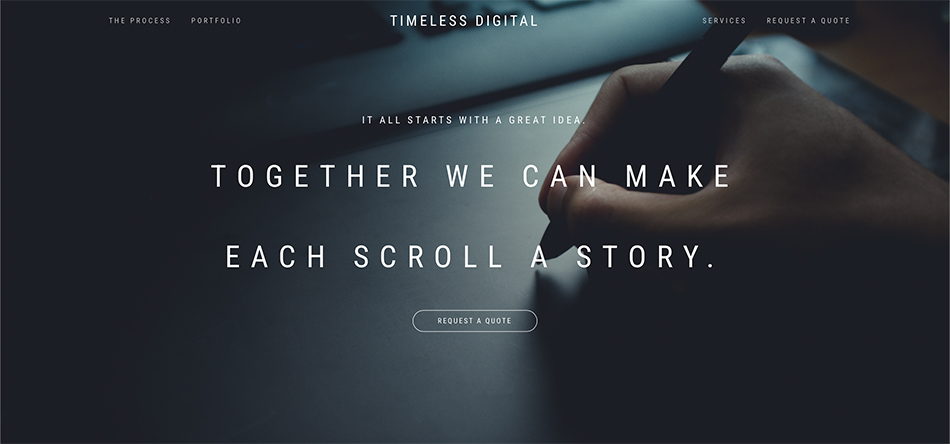 THE PROCESS PORTFOLIO TIMELESS DIGITAL SERVICES REQUEST A QUOTE
IT ALL STARTS WITH A GREAT IDEA.
TOGETHER WE CAN MAKE
EACH SCROLL A STORY.
REQUEST A QUOTE